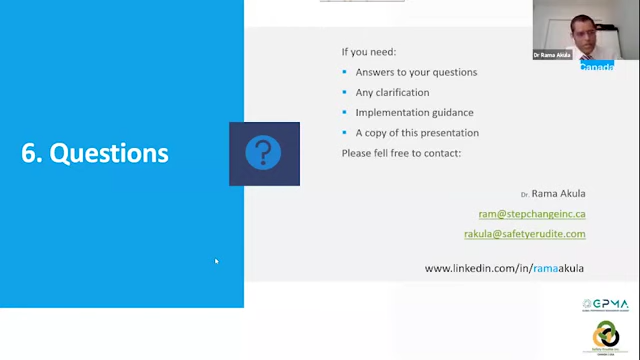 6. Questions
If you need:
Answers to your questions
Any clarification
Implementation guidance
A copy of this presentation
Please fell free to contact:
Dr. Rama Akula
ram@stepchangeinc.ca
rakula@safetyerudite.com
www.linkedin.com/in/ramaakula
Dr Rama Akula
Canada
GPMA